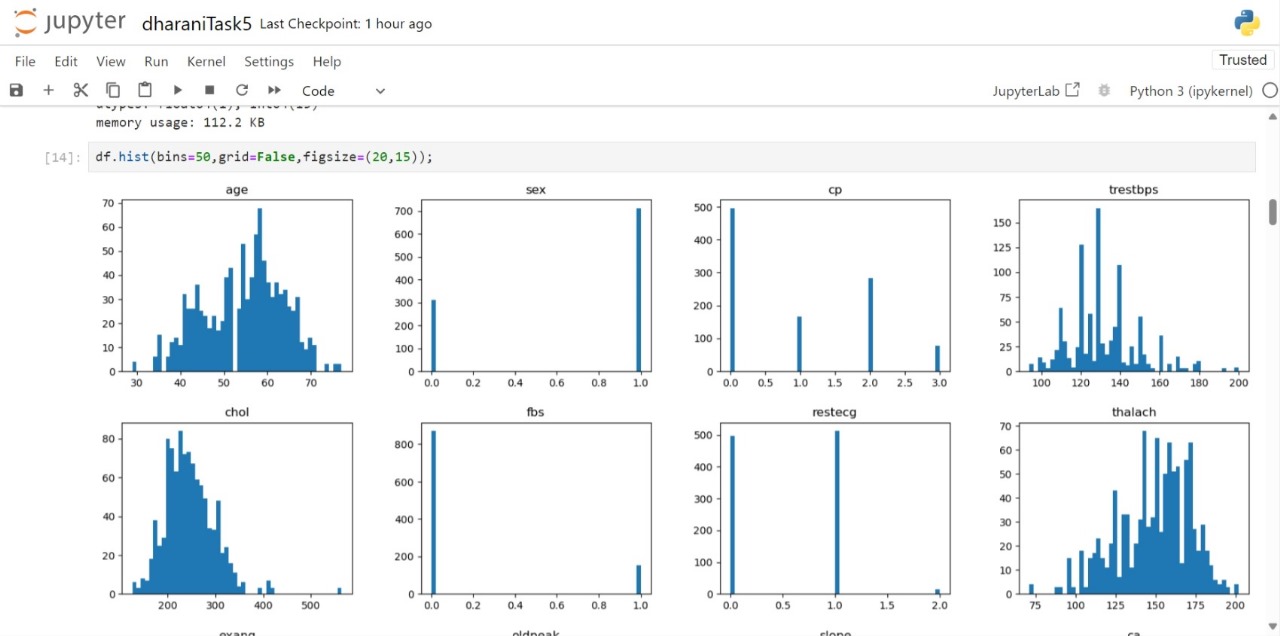 jupyter dharaniTask5 Last Checkpoint: 1 hour ago
File Edit View Run Kernel Settings Help Trusted
Code JupyterLab Python 3 (ipykernel)
memory usage: 112.2 KB
[14]: df.hist(bins=50,grid=False,figsize=(20,15));
age sex cp trestbps
70 60 50 40 30 20 10 0
30 40 50 60 70
700 600 500 400 300 200 100 0
0.0 0.2 0.4 0.6 0.8 1.0
500 400 300 200 100 0
0.0 0.5 1.0 1.5 2.0 2.5 3.0
150 125 100 75 50 25 0
100 120 140 160 180 200
chol fbs restecg thalach
80 60 40 20 0
200 300 400 500
800 600 400 200 0
0.0 0.2 0.4 0.6 0.8 1.0
500 400 300 200 100 0
0.0 0.5 1.0 1.5 2.0
70 60 50 40 30 20 10 0
75 100 125 150 175 200
exang oldpeak slope ca